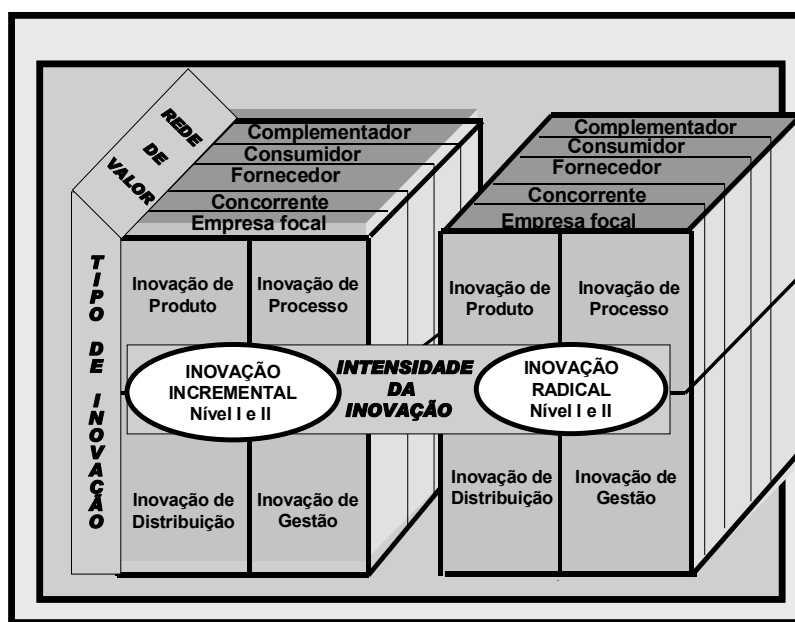 REDE
DE
VALOR
Complementador
Consumidor
Fornecedor
Concorrente
Empresa focal
Complementador
Consumidor
Fornecedor
Concorrente
Empresa focal
TIPO DE INOVAÇÃO
Inovação de
Produto
Inovação de
Processo
Inovação de
Produto
Inovação de
Processo
INOVAÇÃO
INCREMENTAL
Nível I e II
INTENSIDADE
DA
INOVAÇÃO
INOVAÇÃO
RADICAL
Nível I e II
Inovação de
Distribuição
Inovação de
Gestão
Inovação de
Distribuição
Inovação de
Gestão